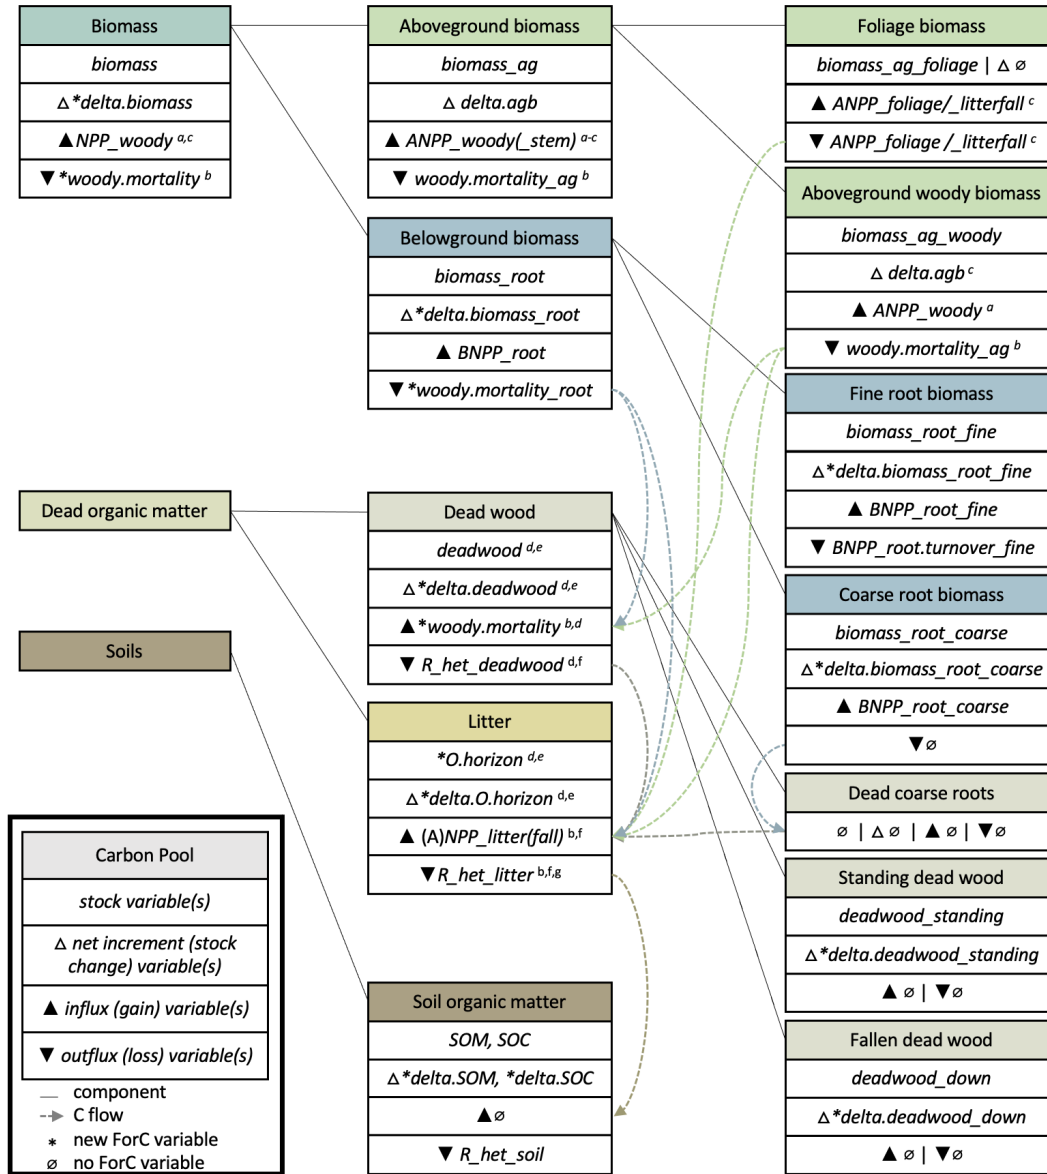 Biomass
biomass
△*delta.biomass
▲NPP_woody a,c
▼*woody.mortality b
Aboveground biomass
biomass_ag
△ delta.agb
▲ ANPP_woody(_stem) a-c
▼ woody.mortality_ag b
Foliage biomass
biomass_ag_foliage | △ ∅
▲ ANPP_foliage/_litterfall c
▼ ANPP_foliage /_litterfall c
Aboveground woody biomass
biomass_ag_woody
△ delta.agb c
▲ ANPP_woody a
▼ woody.mortality_ag b
Belowground biomass
biomass_root
△*delta.biomass_root
▲ BNPP_root
▼*woody.mortality_root
Fine root biomass
biomass_root_fine
△*delta.biomass_root_fine
▲ BNPP_root_fine
▼ BNPP_root.turnover_fine
Coarse root biomass
biomass_root_coarse
△*delta.biomass_root_coarse
▲ BNPP_root_coarse
▼∅
Dead organic matter
Dead wood
deadwood d,e
△*delta.deadwood d,e
▲*woody.mortality b,d
▼ R_het_deadwood d,f
Soils
Litter
*O.horizon d,e
△*delta.O.horizon d,e
▲ (A)NPP_litter(fall) b,f
▼R_het_litter b,f,g
Dead coarse roots
∅ | △ ∅ | ▲ ∅ | ▼∅
Standing dead wood
deadwood_standing
△*delta.deadwood_standing
▲ ∅ | ▼∅
Soil organic matter
SOM, SOC
△*delta.SOM, *delta.SOC
▲∅
▼ R_het_soil
Fallen dead wood
deadwood_down
△*delta.deadwood_down
▲ ∅ | ▼∅
Carbon Pool
stock variable(s)
△ net increment (stock
change) variable(s)
▲ influx (gain) variable(s)
▼ outflux (loss) variable(s)
component
C flow
* new ForC variable
∅ no ForC variable